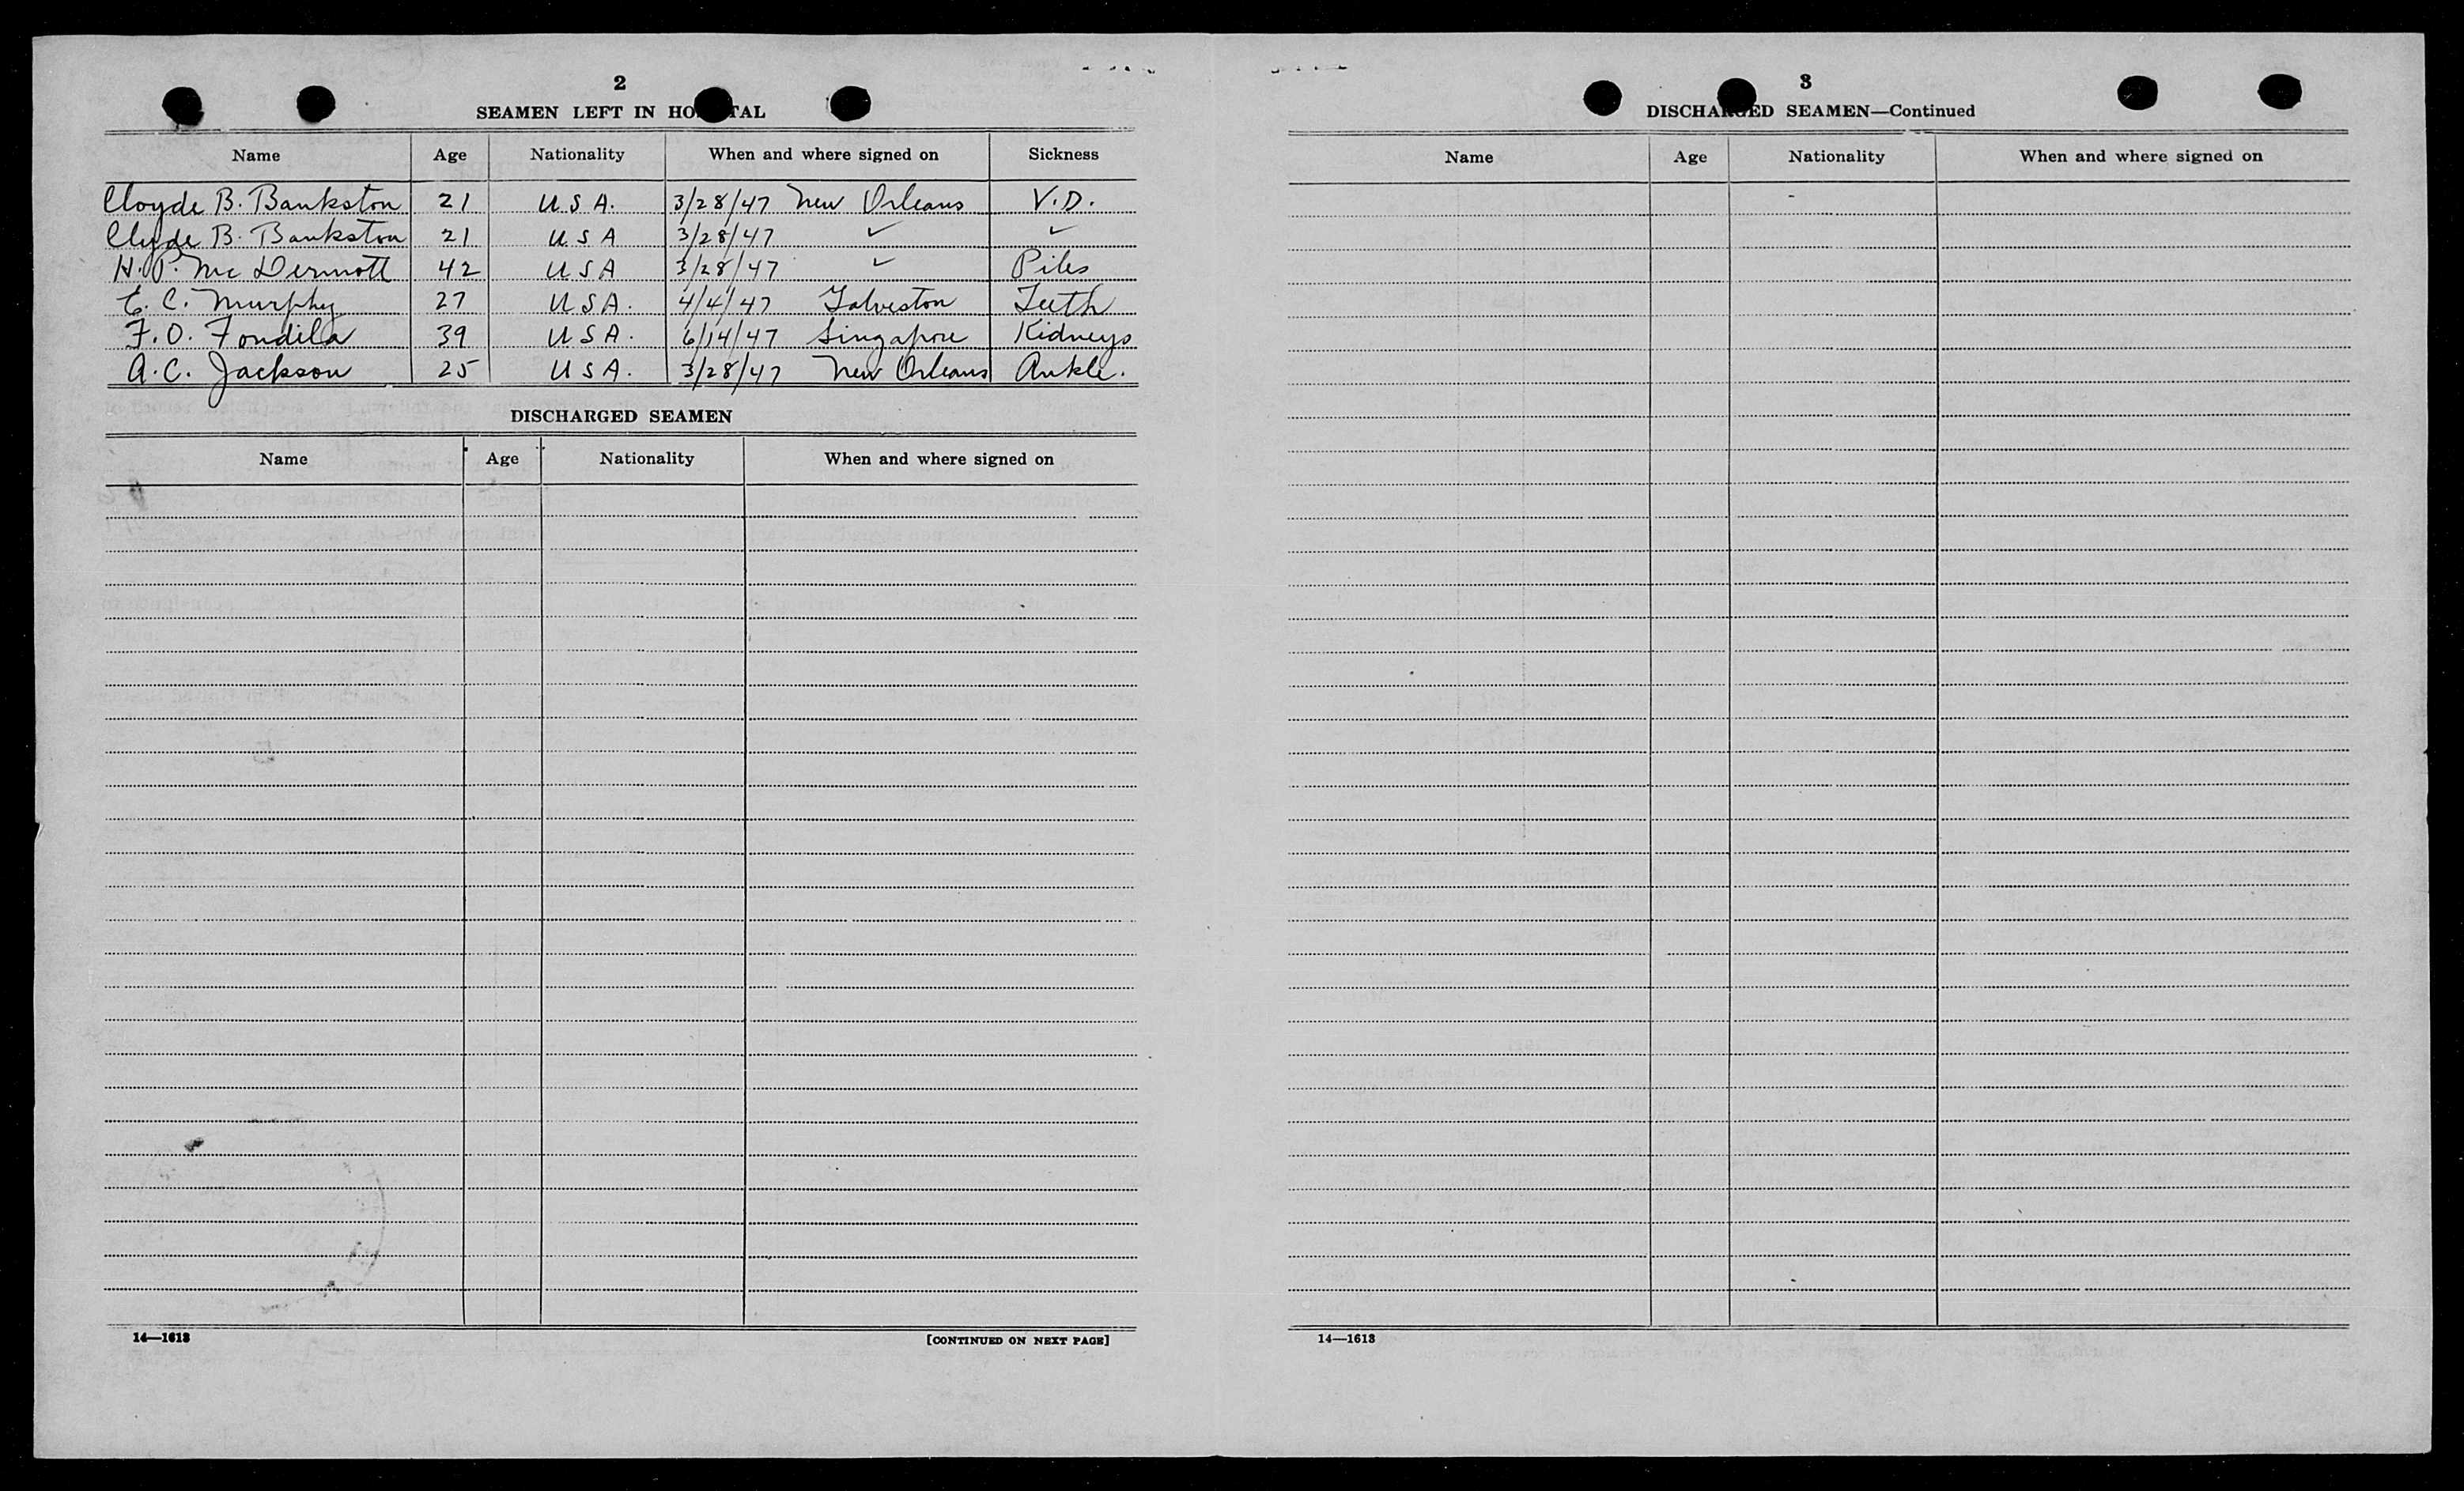 2
SEAMEN LEFT IN HO TAL
Name Age Nationality When and where signed on Sickness
Cloyde B. Bankston 21 U.S.A. 3/28/47 New Orleans V.D.
Clyde B. Bankston 21 U.S.A 3/28/47 ✓ ✓
H. P. McDermott 42 U.S.A 3/28/47 ✓ Piles
E. C. Murphy 27 U.S.A. 4/4/47 Galveston Teeth
F. O. Fondila 39 U.S.A. 6/14/47 Singapore Kidneys
A. C. Jackson 25 U.S.A. 3/28/47 New Orleans Ankle.
DISCHARGED SEAMEN
Name Age Nationality When and where signed on
14—1613 [CONTINUED ON NEXT PAGE]
3
DISCHARGED SEAMEN—Continued
Name Age Nationality When and where signed on
14—1613